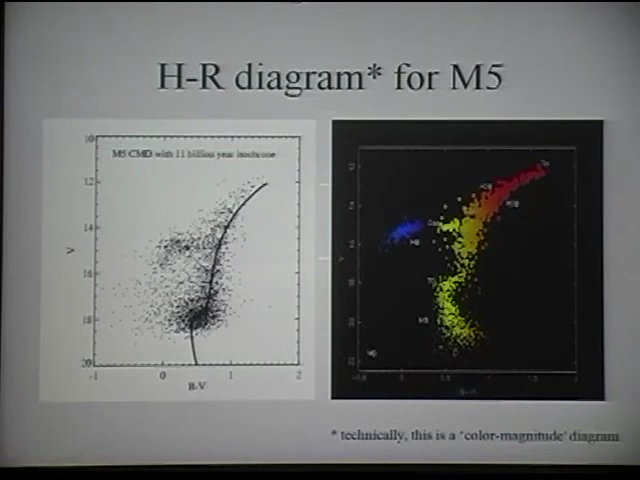 H-R diagram* for M5
M5 CMD with 11 billion year isochrone
10
12
14
16
18
20
V
-1
0
1
2
B-V
HB
* technically, this is a 'color-magnitude' diagram